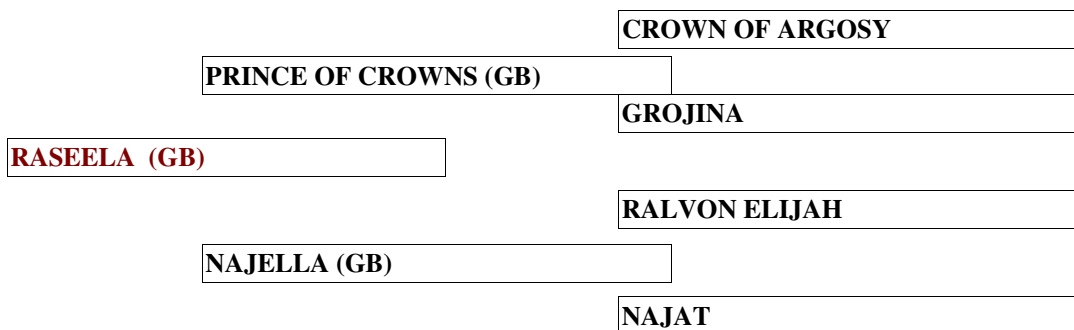 CROWN OF ARGOSY
PRINCE OF CROWNS (GB)
GROJINA
RASEELA (GB)
RALVON ELIJAH
NAJELLA (GB)
NAJAT